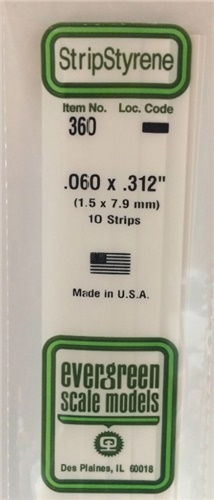 StripStyrene
Item No. Loc. Code
360
.060 x .312"
(1.5 x 7.9 mm)
10 Strips
Made in U.S.A.
evergreen
scale models
Des Plaines, IL 60018